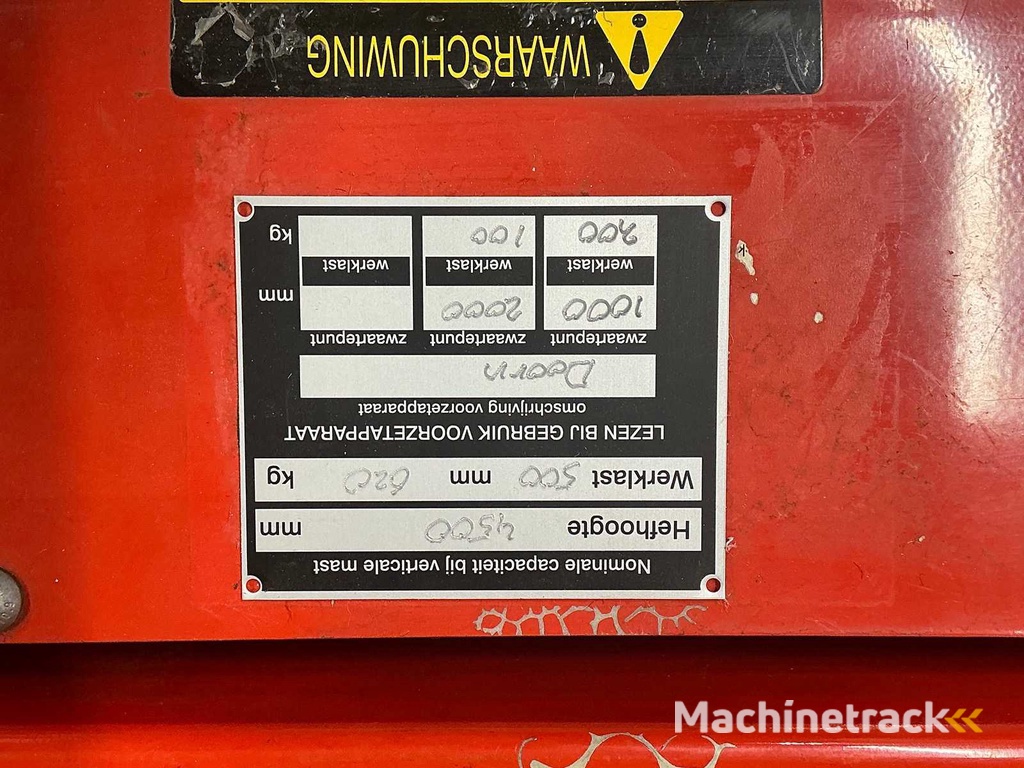 Nominale capaciteit bij verticale mast
Hefhoogte 4500 mm
Werklast 500 mm 620 kg
LEZEN BIJ GEBRUIK VOORZETAPPARAAT
omschrijving voorzetapparaat
Doorn
zwaartepunt zwaartepunt zwaartepunt
1000 2000 mm
werklast werklast werklast
200 100 kg
WAARSCHUWING
Machinetrack